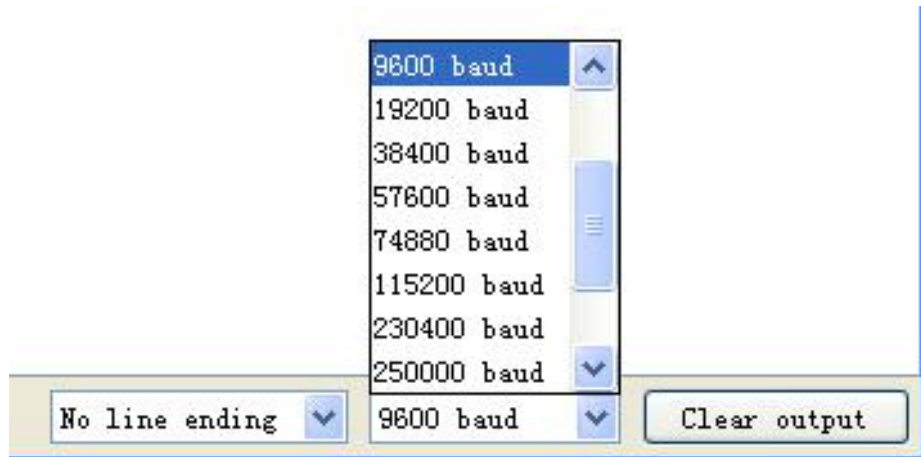 9600 baud
19200 baud
38400 baud
57600 baud
74880 baud
115200 baud
230400 baud
250000 baud
No line ending 9600 baud Clear output